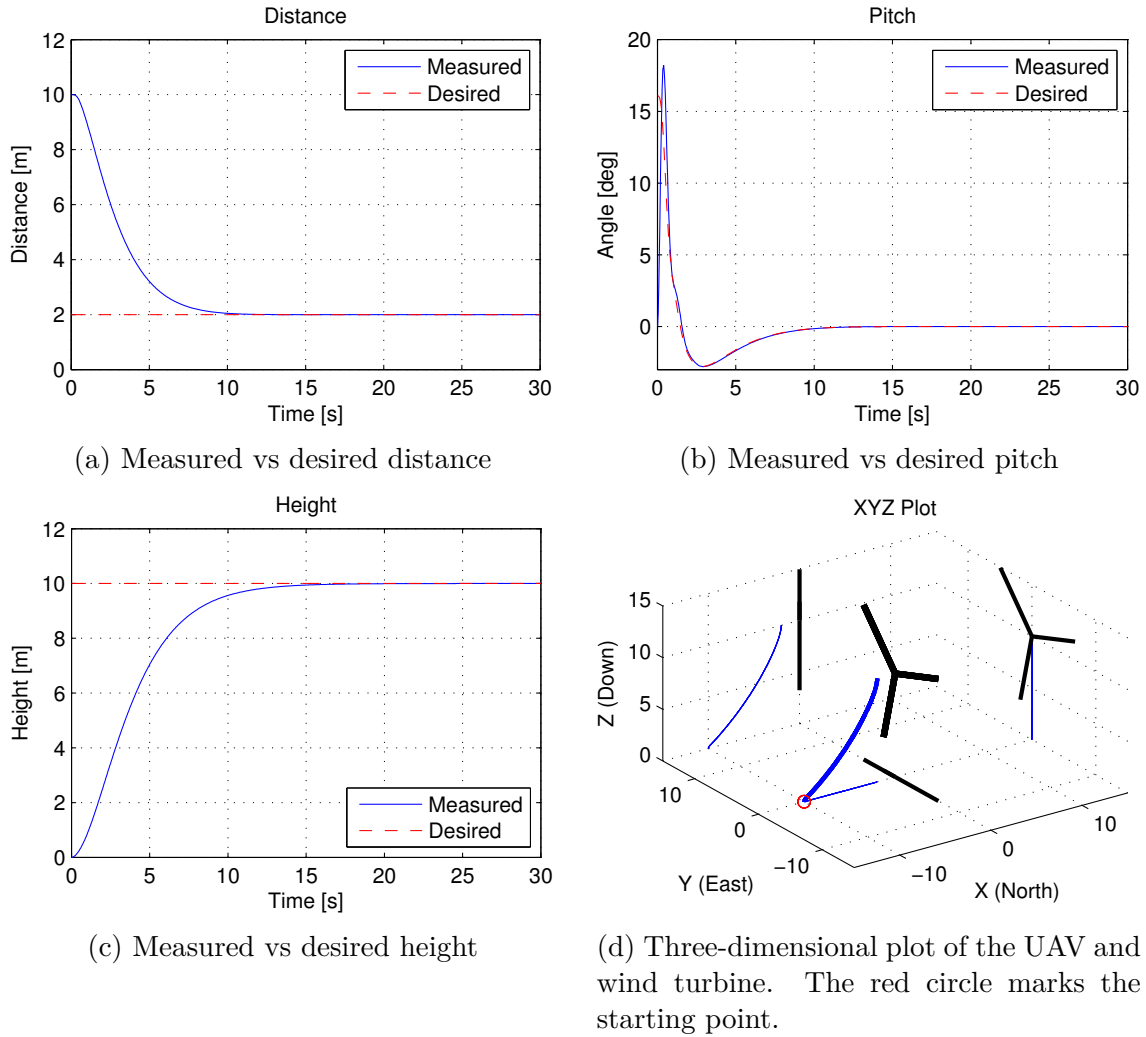 Distance
12
10
8
6
4
2
0
Distance [m]
Measured
Desired
0 5 10 15 20 25 30
Time [s]
(a) Measured vs desired distance
Pitch
20
15
10
5
0
Angle [deg]
Measured
Desired
0 5 10 15 20 25 30
Time [s]
(b) Measured vs desired pitch
Height
12
10
8
6
4
2
0
Height [m]
Measured
Desired
0 5 10 15 20 25 30
Time [s]
(c) Measured vs desired height
XYZ Plot
15
10
5
0
Z (Down)
10
0
−10
Y (East)
−10
0
10
X (North)
(d) Three-dimensional plot of the UAV and
wind turbine. The red circle marks the
starting point.